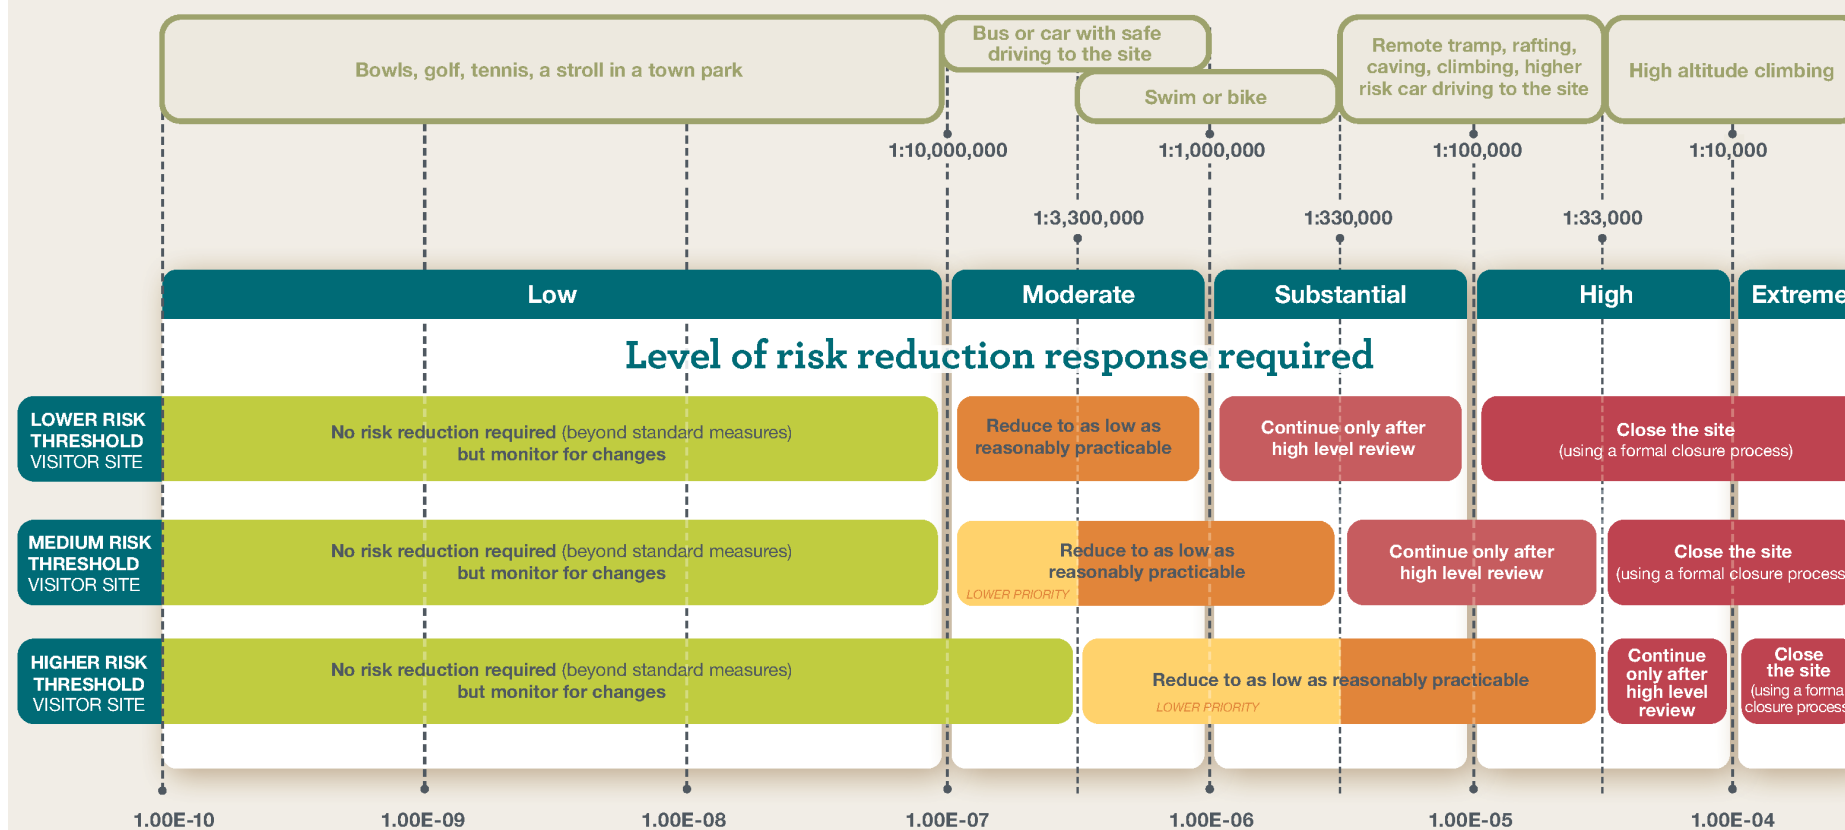 Bowls, golf, tennis, a stroll in a town park
Bus or car with safe
driving to the site
Swim or bike
Remote tramp, rafting,
caving, climbing, higher
risk car driving to the site
High altitude climbing
1:10,000,000
1:1,000,000
1:100,000
1:10,000
1:3,300,000
1:330,000
1:33,000
Low
Moderate
Substantial
High
Extreme
Level of risk reduction response required
LOWER RISK
THRESHOLD
VISITOR SITE
No risk reduction required (beyond standard measures)
but monitor for changes
Reduce to as low as
reasonably practicable
Continue only after
high level review
Close the site
(using a formal closure process)
MEDIUM RISK
THRESHOLD
VISITOR SITE
No risk reduction required (beyond standard measures)
but monitor for changes
Reduce to as low as
reasonably practicable
LOWER PRIORITY
Continue only after
high level review
Close the site
(using a formal closure process
HIGHER RISK
THRESHOLD
VISITOR SITE
No risk reduction required (beyond standard measures)
but monitor for changes
Reduce to as low as reasonably practicable
LOWER PRIORITY
Continue
only after
high level
review
Close
the site
(using a forma
closure process
1.00E-10
1.00E-09
1.00E-08
1.00E-07
1.00E-06
1.00E-05
1.00E-04